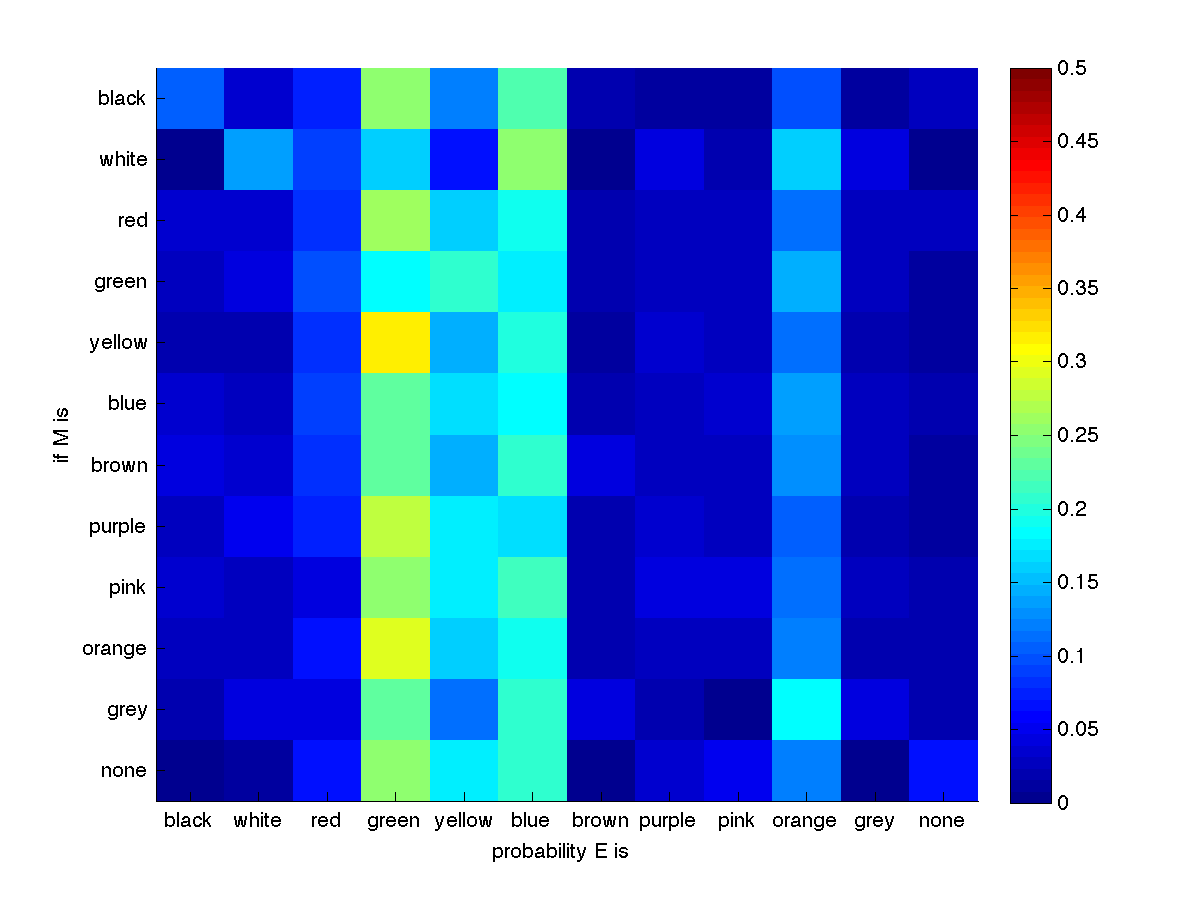 black
white
red
green
yellow
blue
brown
purple
pink
orange
grey
none
if M is
black white red green yellow blue brown purple pink orange grey none
probability E is
0.5
0.45
0.4
0.35
0.3
0.25
0.2
0.15
0.1
0.05
0